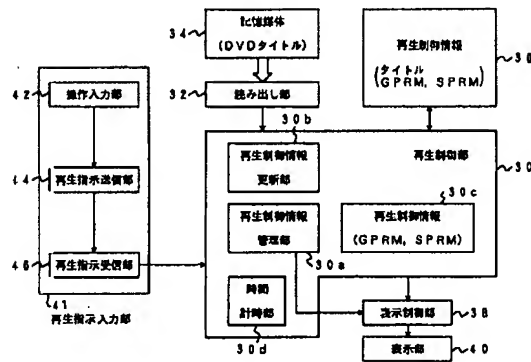 34
記憶媒体
(DVDタイトル)
再生制御情報
(タイトル
GPRM, SPRM)
42
操作入力部
32
読み出し部
30b
再生制御情報
更新部
再生制御部
30
44
再生指示送信部
30c
再生制御情報
管理部
再生制御情報
(GPRM, SPRM)
46
再生指示受信部
30a
41
再生指示入力部
時間
計時部
30d
表示制御部
38
表示部
40